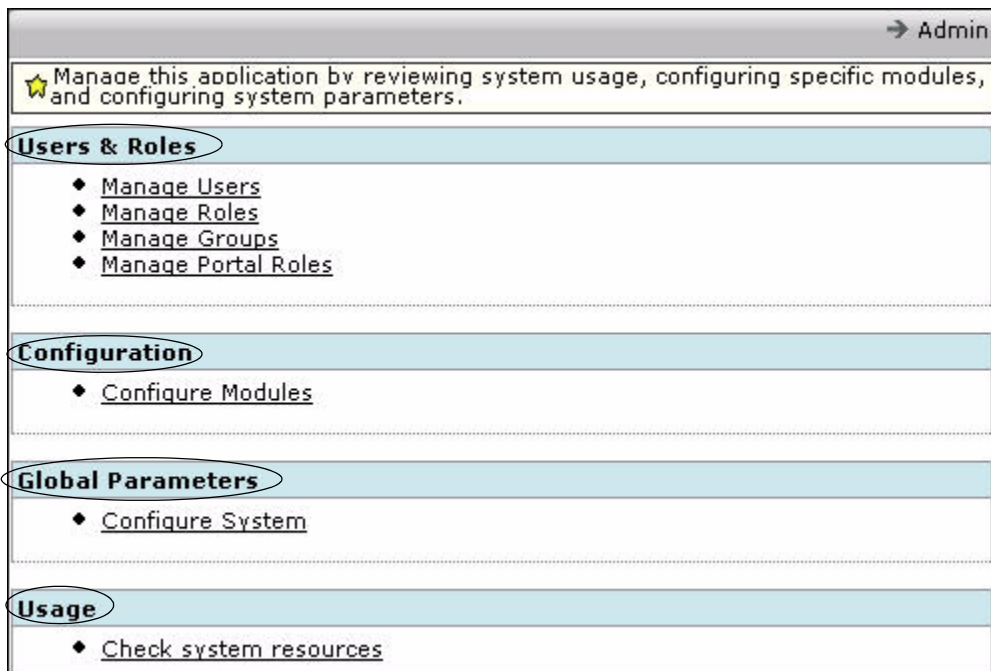 Admin
Manage this application by reviewing system usage, configuring specific modules,
and configuring system parameters.
Users & Roles
Manage Users
Manage Roles
Manage Groups
Manage Portal Roles
Configuration
Configure Modules
Global Parameters
Configure System
Usage
Check system resources